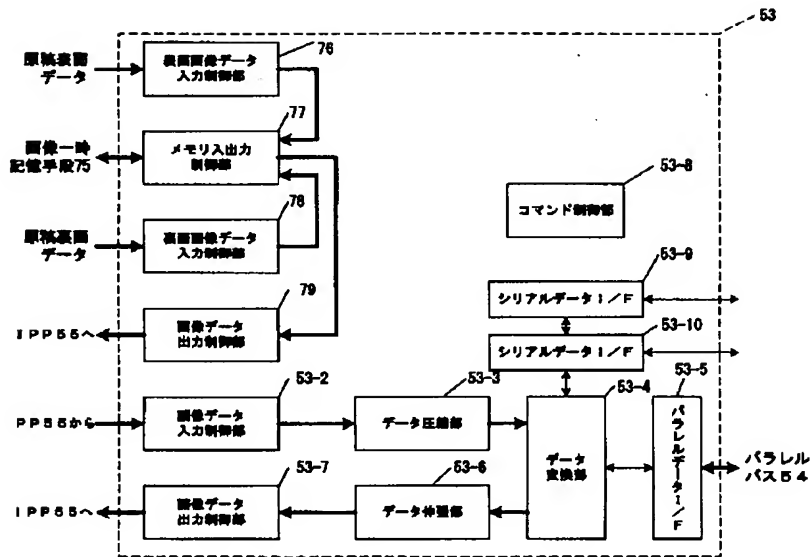 53
原稿表面
データ
76
表面画像データ
入力制御部
77
画像一時
記憶手段75
メモリ入出力
制御部
78
原稿裏面
データ
裏面画像データ
入力制御部
53-8
コマンド制御部
53-9
シリアルデータI/F
79
IPP55へ
画像データ
出力制御部
53-10
シリアルデータI/F
53-2
PP55から
画像データ
入力制御部
53-3
データ圧縮部
53-4
データ
変換部
53-5
パラレルデータI/F
パラレル
バス54
53-7
IPP55へ
画像データ
出力制御部
53-6
データ伸張部